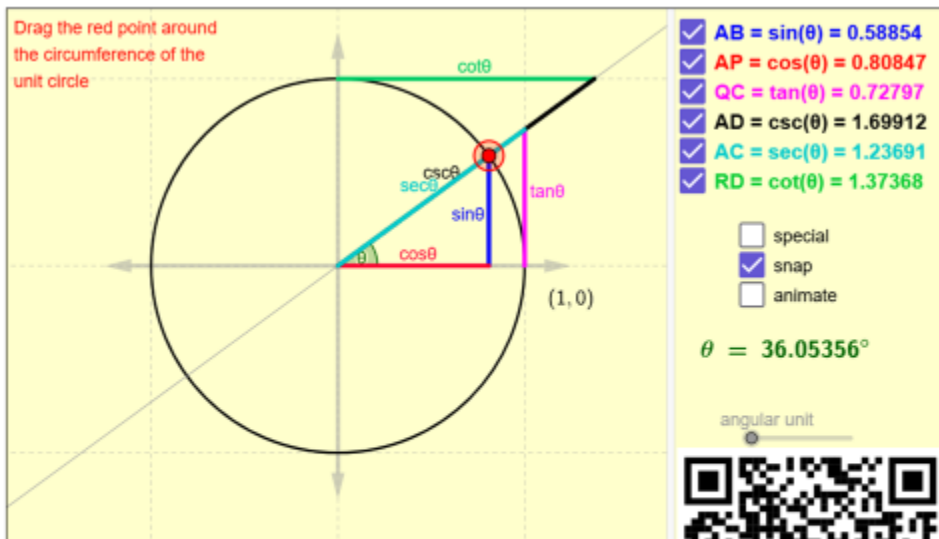 Drag the red point around
the circumference of the
unit circle
cotθ
cscθ
secθ
sinθ
tanθ
θ
cosθ
(1, 0)
AB = sin(θ) = 0.58854
AP = cos(θ) = 0.80847
QC = tan(θ) = 0.72797
AD = csc(θ) = 1.69912
AC = sec(θ) = 1.23691
RD = cot(θ) = 1.37368
special
snap
animate
θ = 36.05356°
angular unit